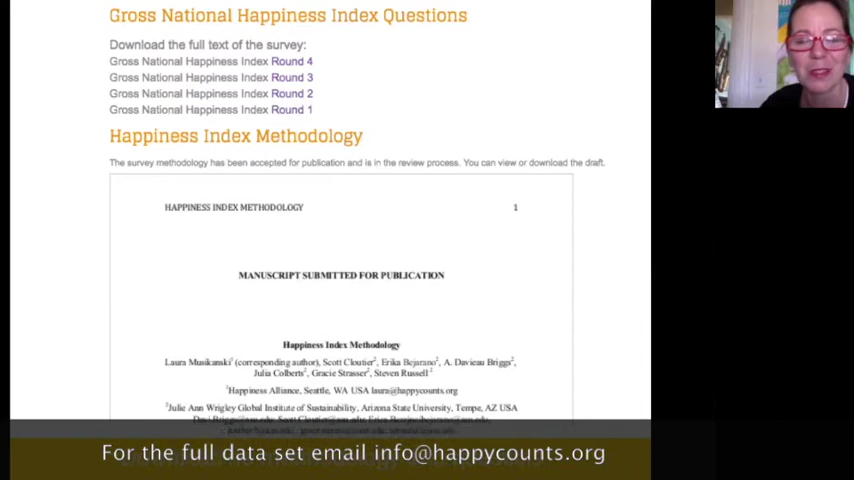 Gross National Happiness Index Questions
Download the full text of the survey:
Gross National Happiness Index Round 4
Gross National Happiness Index Round 3
Gross National Happiness Index Round 2
Gross National Happiness Index Round 1
Happiness Index Methodology
The survey methodology has been accepted for publication and is in the review process. You can view or download the draft.
HAPPINESS INDEX METHODOLOGY 1
MANUSCRIPT SUBMITTED FOR PUBLICATION
Happiness Index Methodology
Laura Musikanski¹ (corresponding author), Scott Cloutier², Erika Bejarano², A. Davieau Briggs²,
Julia Colberts², Gracie Strasser², Steven Russell²
¹Happiness Alliance, Seattle, WA USA laura@happycounts.org
²Julie Ann Wrigley Global Institute of Sustainability, Arizona State University, Tempe, AZ USA
For the full data set email info@happycounts.org